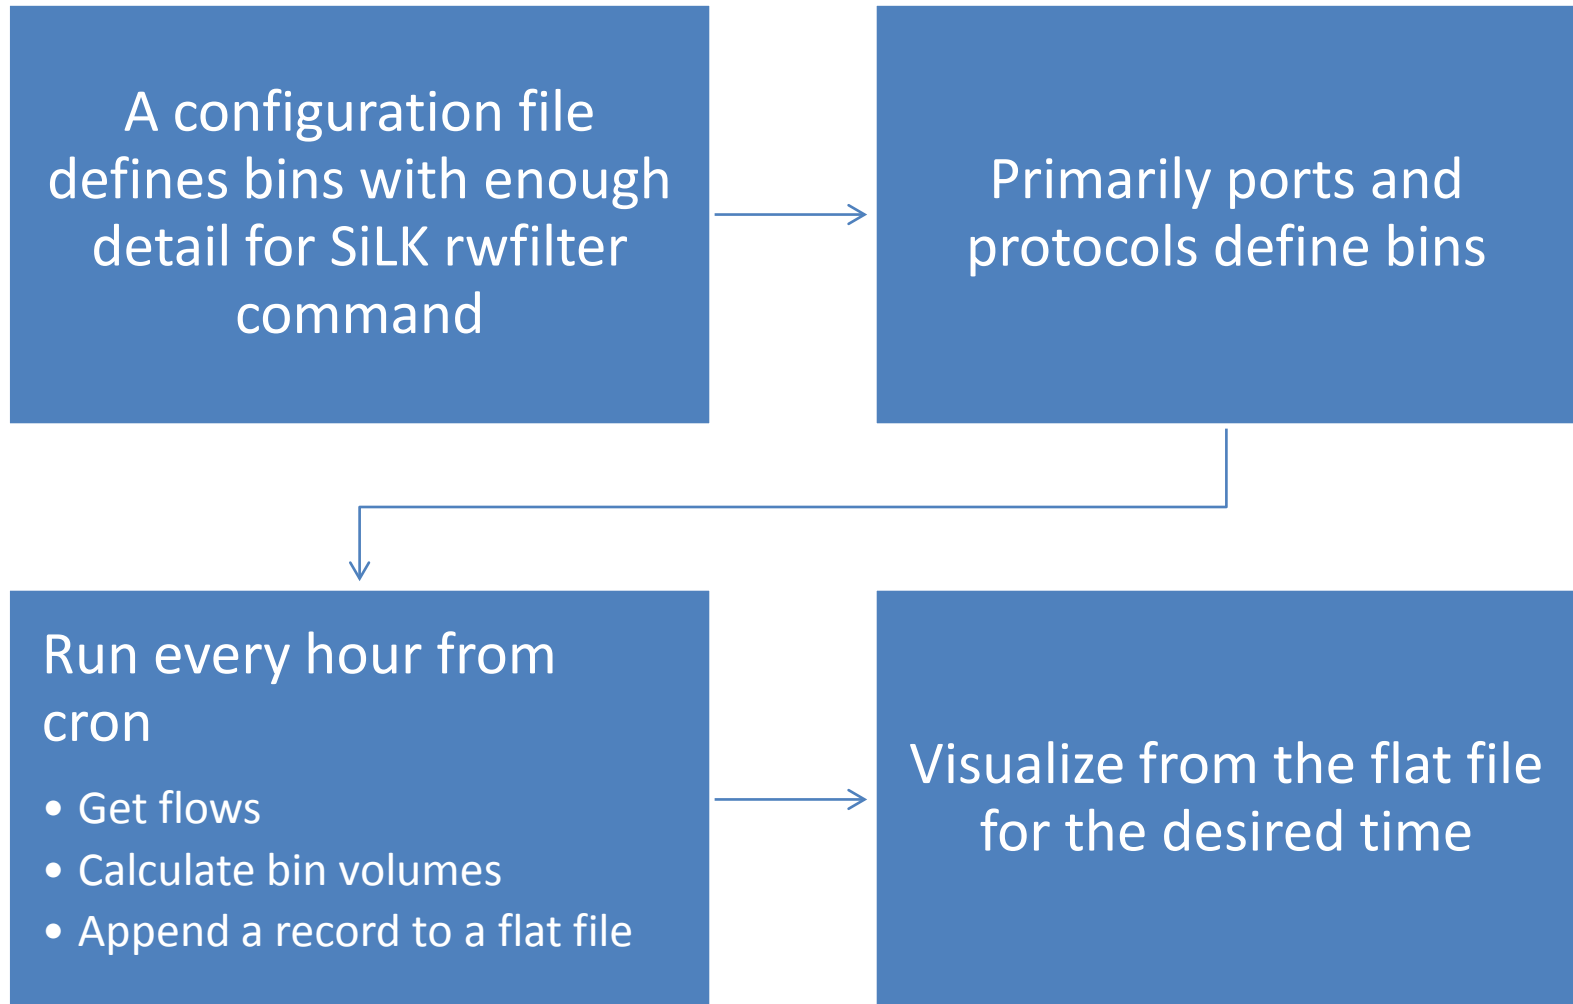 A configuration file
defines bins with enough
detail for SiLK rwfilter
command
Primarily ports and
protocols define bins
Run every hour from
cron
• Get flows
• Calculate bin volumes
• Append a record to a flat file
Visualize from the flat file
for the desired time